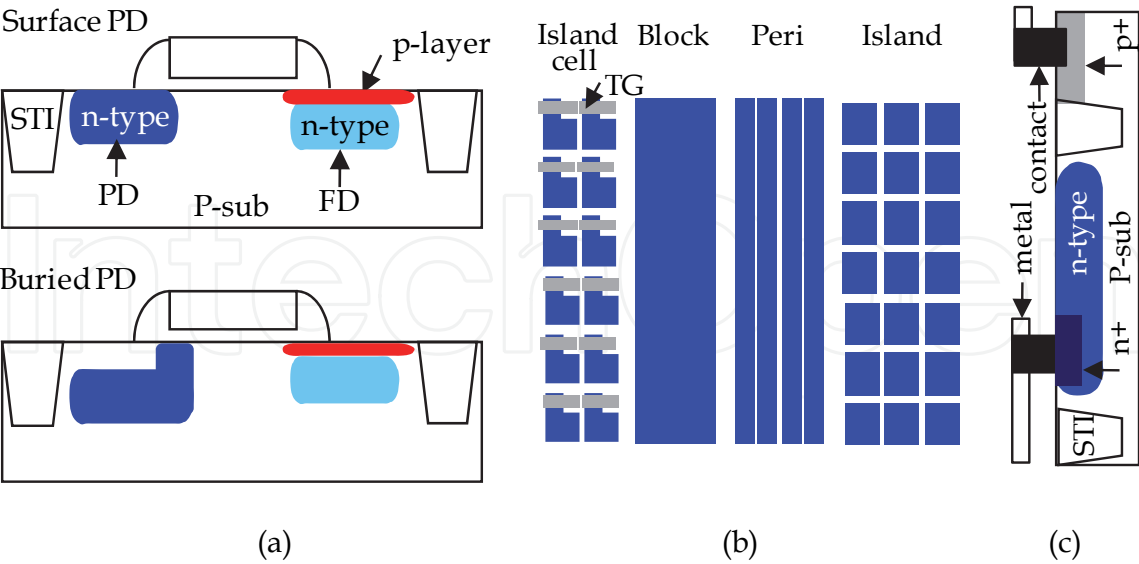 Surface PD
p-layer
STI
n-type
n-type
PD
FD
P-sub
Buried PD
(a)
Island
cell
Block
Peri
Island
TG
(b)
p+
contact
metal
n-type
P-sub
n+
STI
(c)
InTechOpen